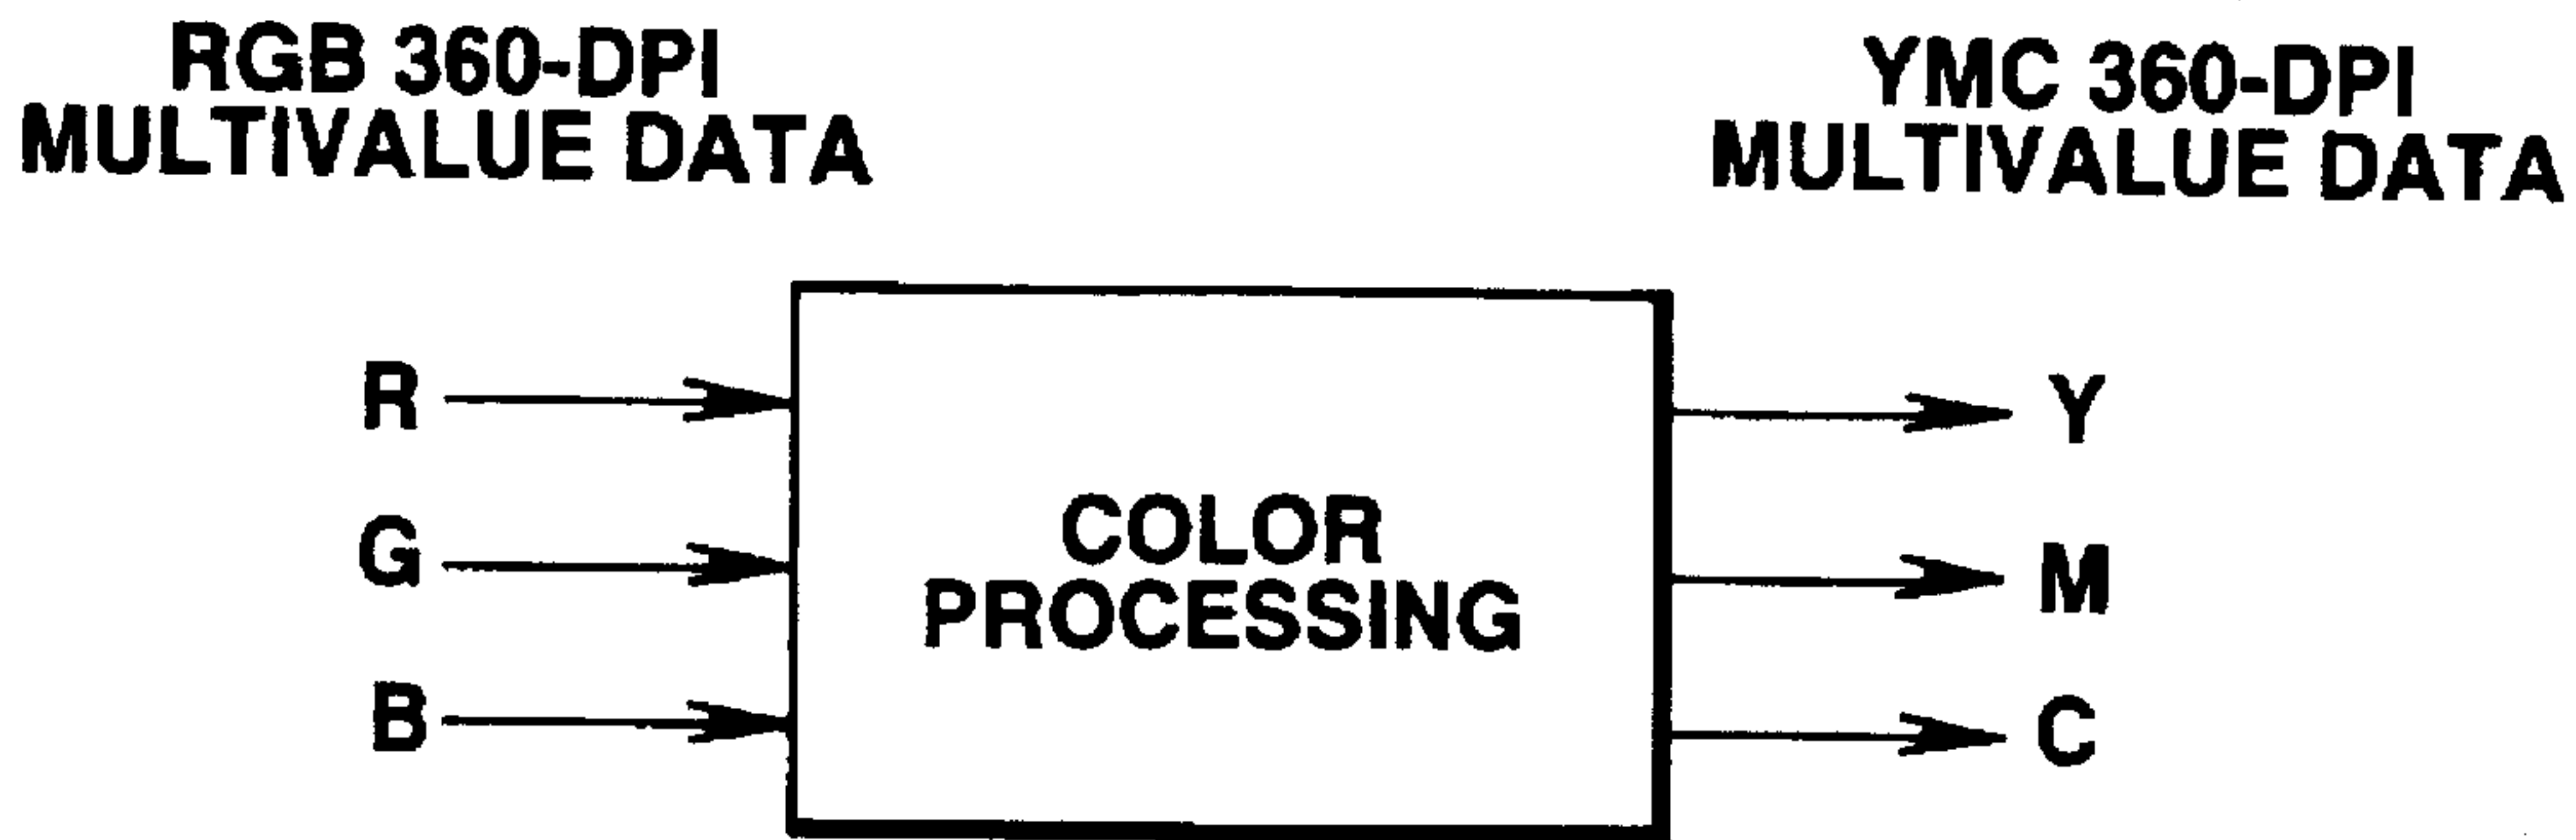 RGB 360-DPI
MULTIVALUE DATA
YMC 360-DPI
MULTIVALUE DATA
R
G
B
COLOR
PROCESSING
Y
M
C